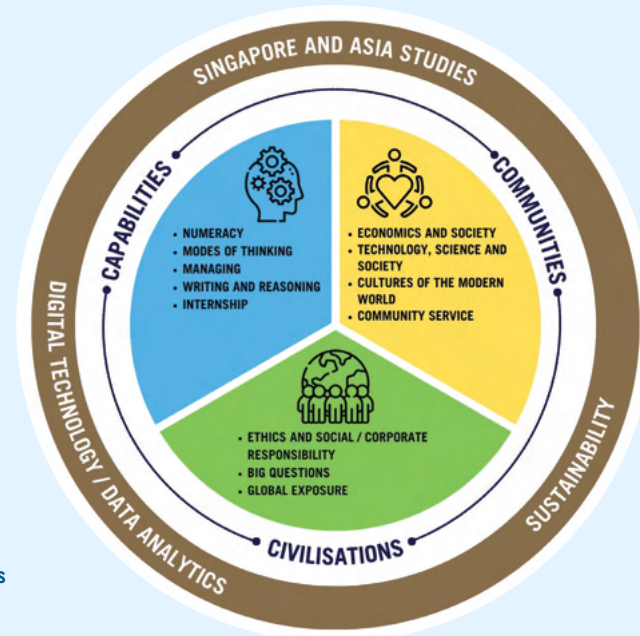 SINGAPORE AND ASIA STUDIES
CAPABILITIES
COMMUNITIES
• NUMERACY
• MODES OF THINKING
• MANAGING
• WRITING AND REASONING
• INTERNSHIP
• ECONOMICS AND SOCIETY
• TECHNOLOGY, SCIENCE AND
SOCIETY
• CULTURES OF THE MODERN
WORLD
• COMMUNITY SERVICE
• ETHICS AND SOCIAL / CORPORATE
RESPONSIBILITY
• BIG QUESTIONS
• GLOBAL EXPOSURE
CIVILISATIONS
DIGITAL TECHNOLOGY / DATA ANALYTICS
SUSTAINABILITY
S